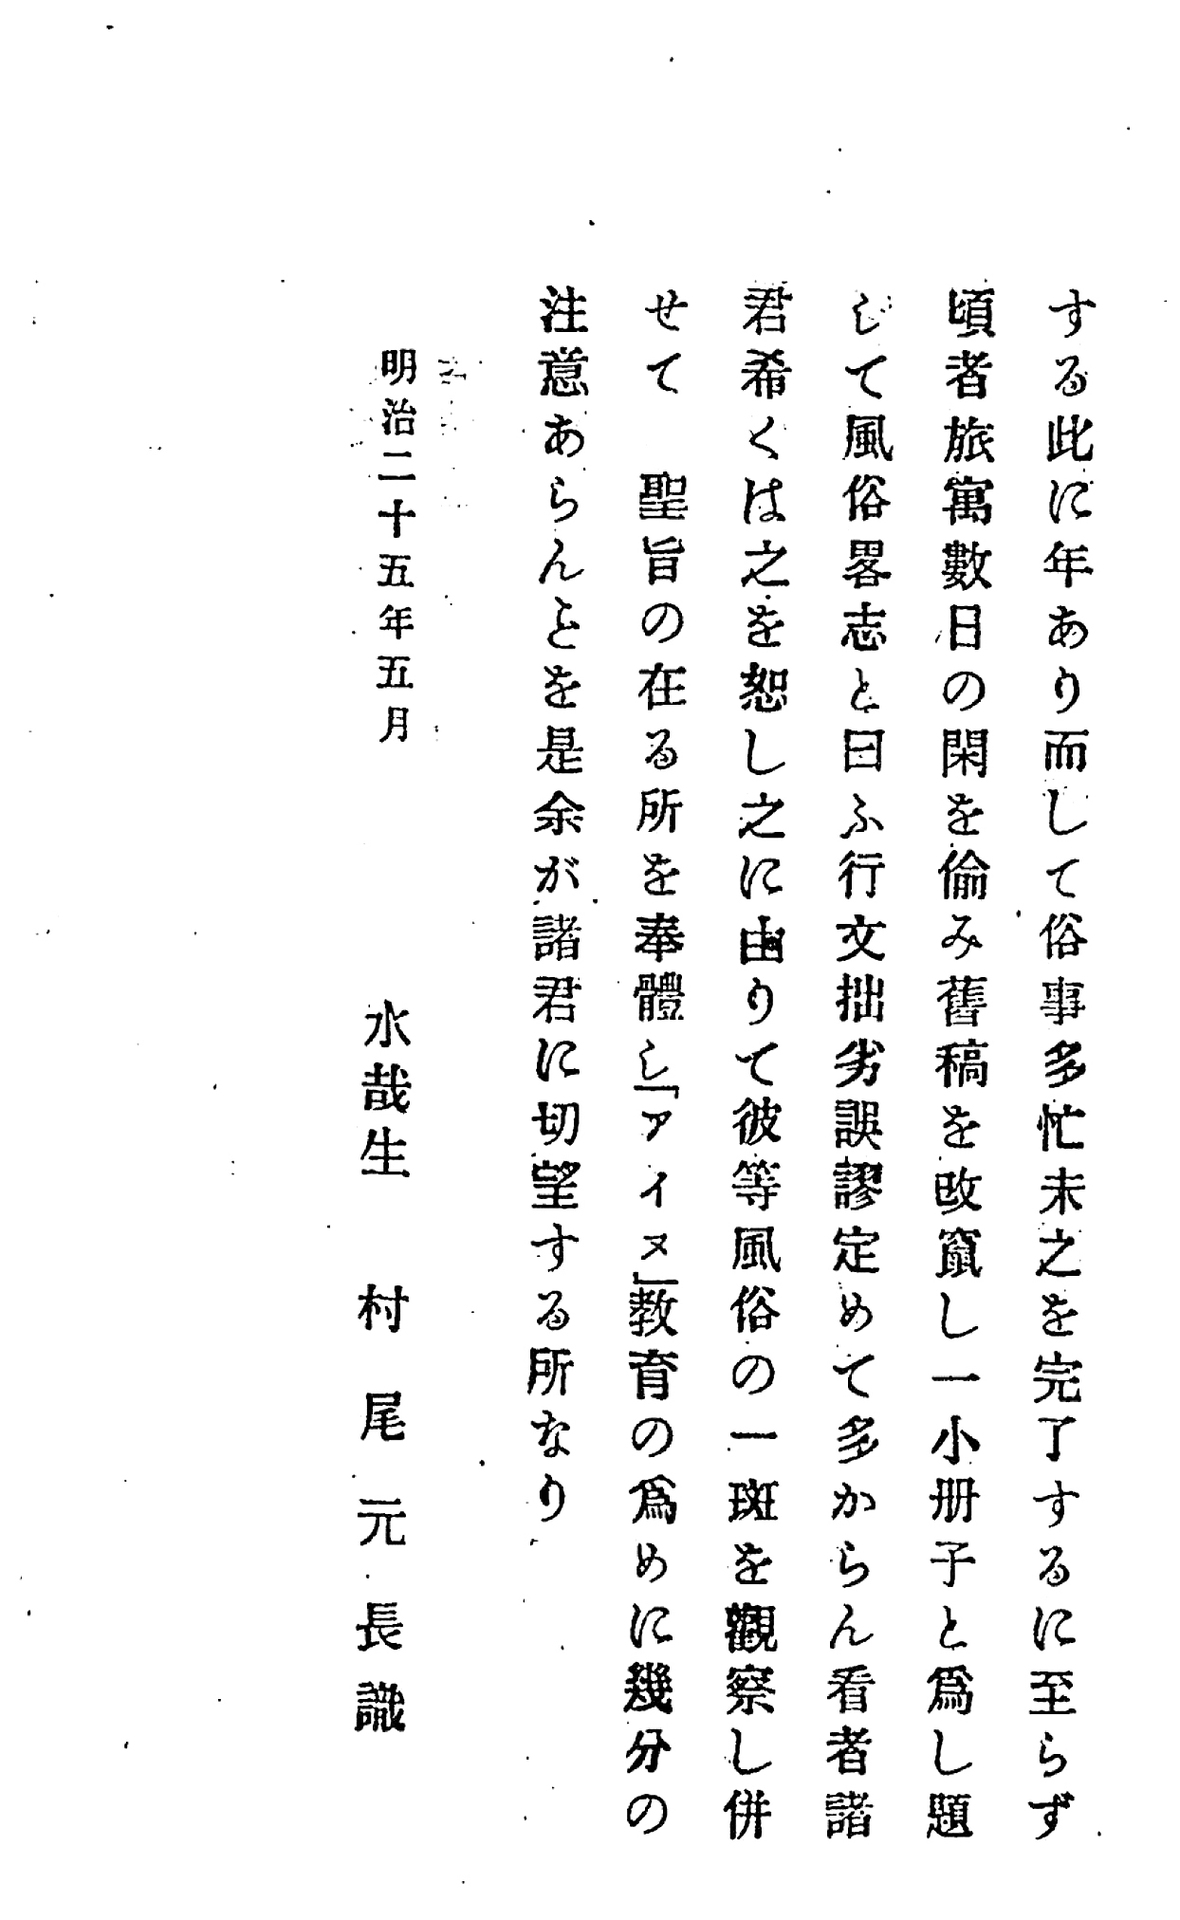 する此に年あり而して俗事多忙未之を完了するに至らず
頃者旅寓數日の閑を偷み舊稿を改竄し一小册子と爲し題
して風俗畧志と曰ふ行文拙劣誤謬定めて多からん看者諸
君希くは之を恕し之に由りて彼等風俗の一斑を觀察し併
せて　聖旨の在る所を奉體し「アイヌ」教育の爲めに幾分の
注意あらんことを是余が諸君に切望する所なり
明治二十五年五月
水哉生　村尾元長識